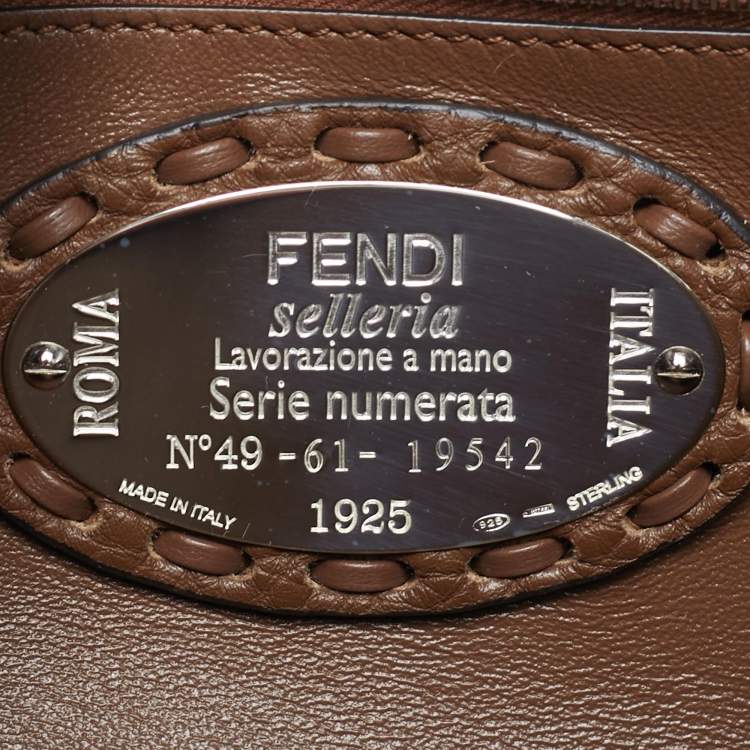 FENDI
selleria
Lavorazione a mano
Serie numerata
N°49 -61- 19542
1925
ROMA
ITALIA
MADE IN ITALY
925
STERLING